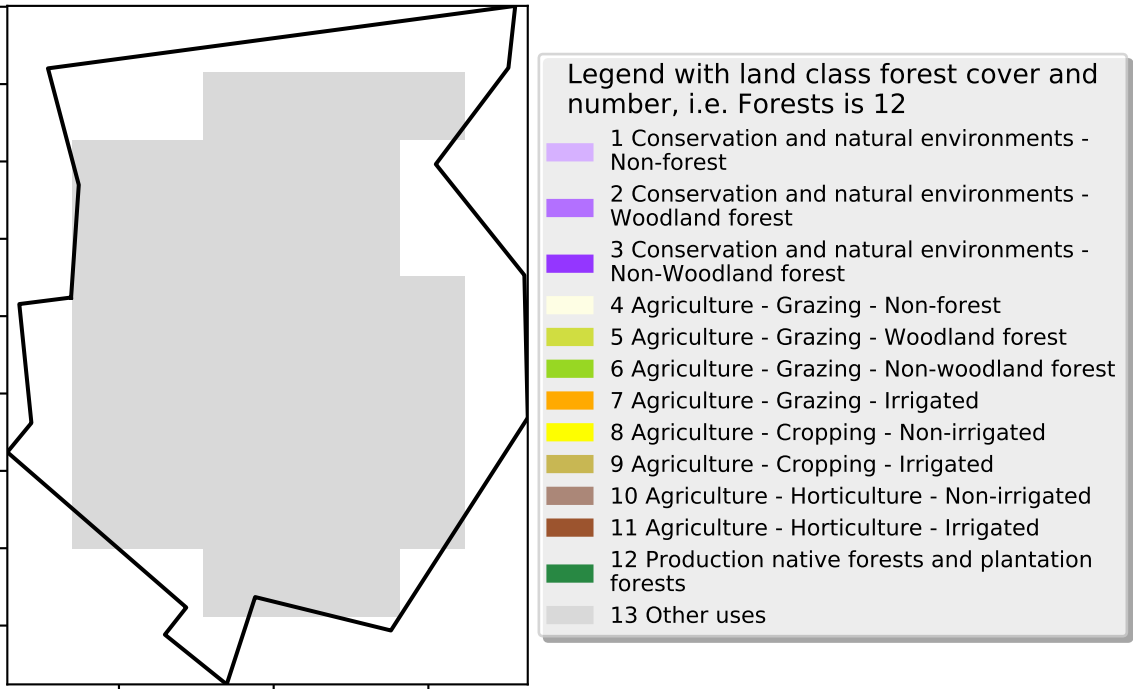 Legend with land class forest cover and
number, i.e. Forests is 12
1 Conservation and natural environments -
Non-forest
2 Conservation and natural environments -
Woodland forest
3 Conservation and natural environments -
Non-Woodland forest
4 Agriculture - Grazing - Non-forest
5 Agriculture - Grazing - Woodland forest
6 Agriculture - Grazing - Non-woodland forest
7 Agriculture - Grazing - Irrigated
8 Agriculture - Cropping - Non-irrigated
9 Agriculture - Cropping - Irrigated
10 Agriculture - Horticulture - Non-irrigated
11 Agriculture - Horticulture - Irrigated
12 Production native forests and plantation
forests
13 Other uses